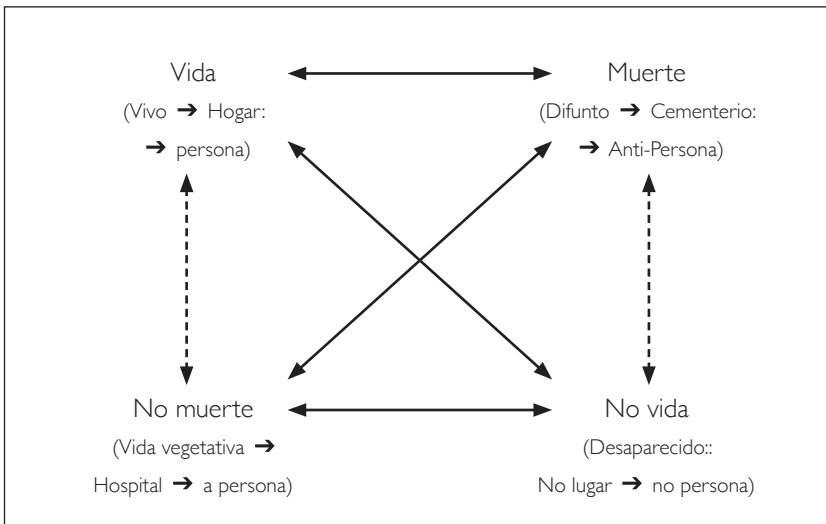 Vida
(Vivo ➔ Hogar:
➔ persona)
Muerte
(Difunto ➔ Cementerio:
➔ Anti-Persona)
No muerte
(Vida vegetativa ➔
Hospital ➔ a persona)
No vida
(Desaparecido::
No lugar ➔ no persona)